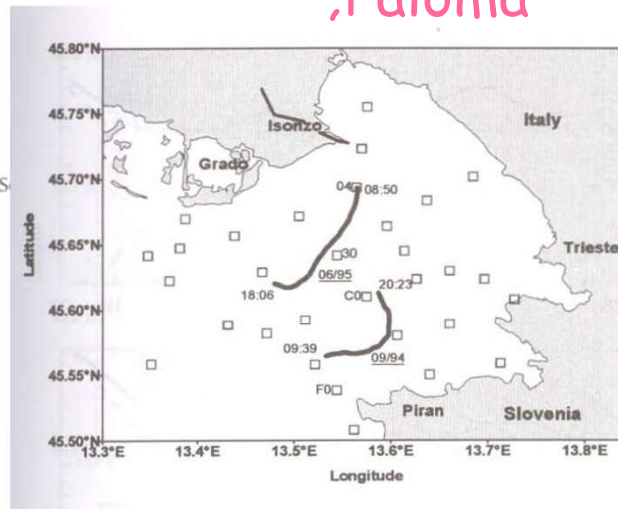 ,Paloma
45.80°N
45.75°N
45.70°N
45.65°N
45.60°N
45.55°N
45.50°N
Latitude
Italy
Isonzo
Grado
04
08:50
Trieste
30
06/95
20:23
18:06
C0
09:39
09/94
F0
Piran
Slovenia
13.3°E
13.4°E
13.5°E
13.6°E
13.7°E
13.8°E
Longitude